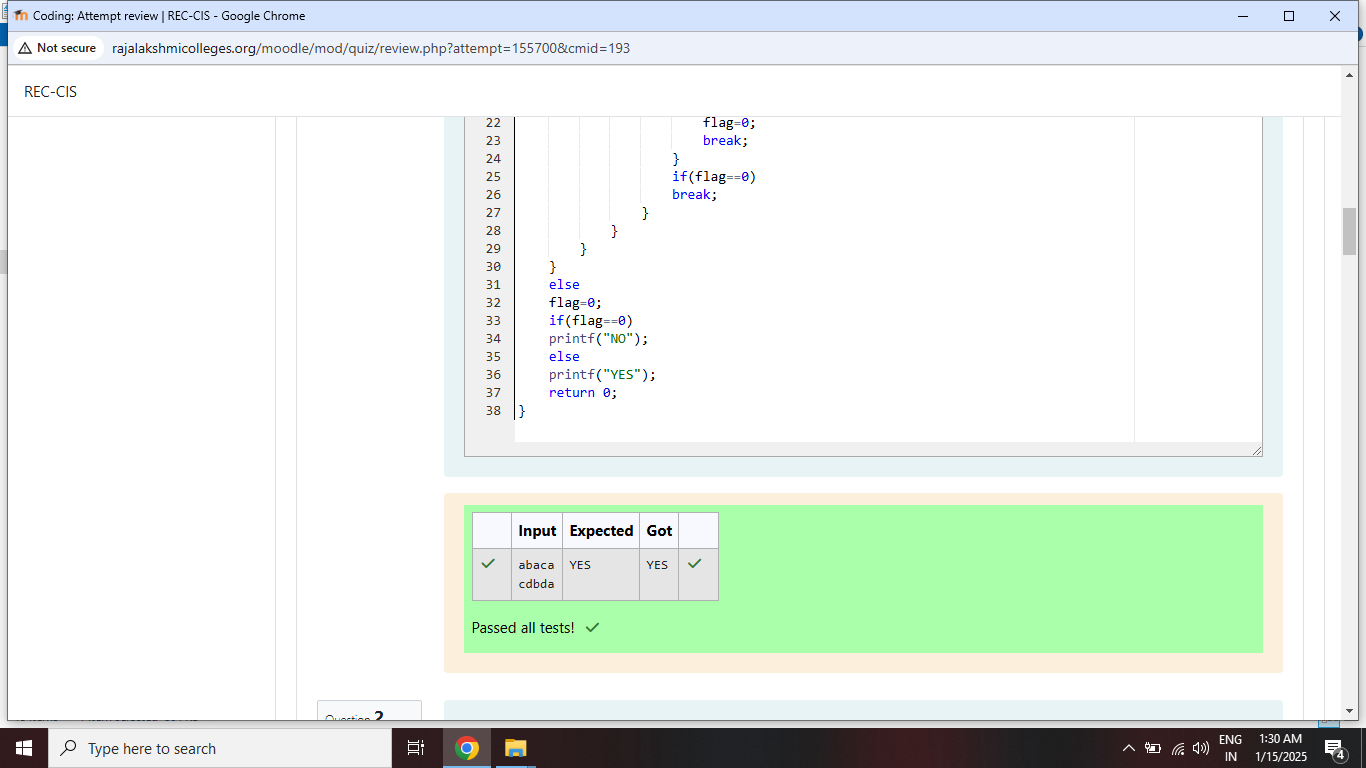 Coding: Attempt review | REC-CIS - Google Chrome
Not secure rajalakshmicolleges.org/moodle/mod/quiz/review.php?attempt=155700&cmid=193
REC-CIS
22 flag=0;
23 break;
24 }
25 if(flag==0)
26 break;
27 }
28 }
29 }
30 }
31 else
32 flag=0;
33 if(flag==0)
34 printf("NO");
35 else
36 printf("YES");
37 return 0;
38 }
Input Expected Got
abaca YES YES
cdbda
Passed all tests!
Question 2
Type here to search
ENG
IN
1:30 AM
1/15/2025
4